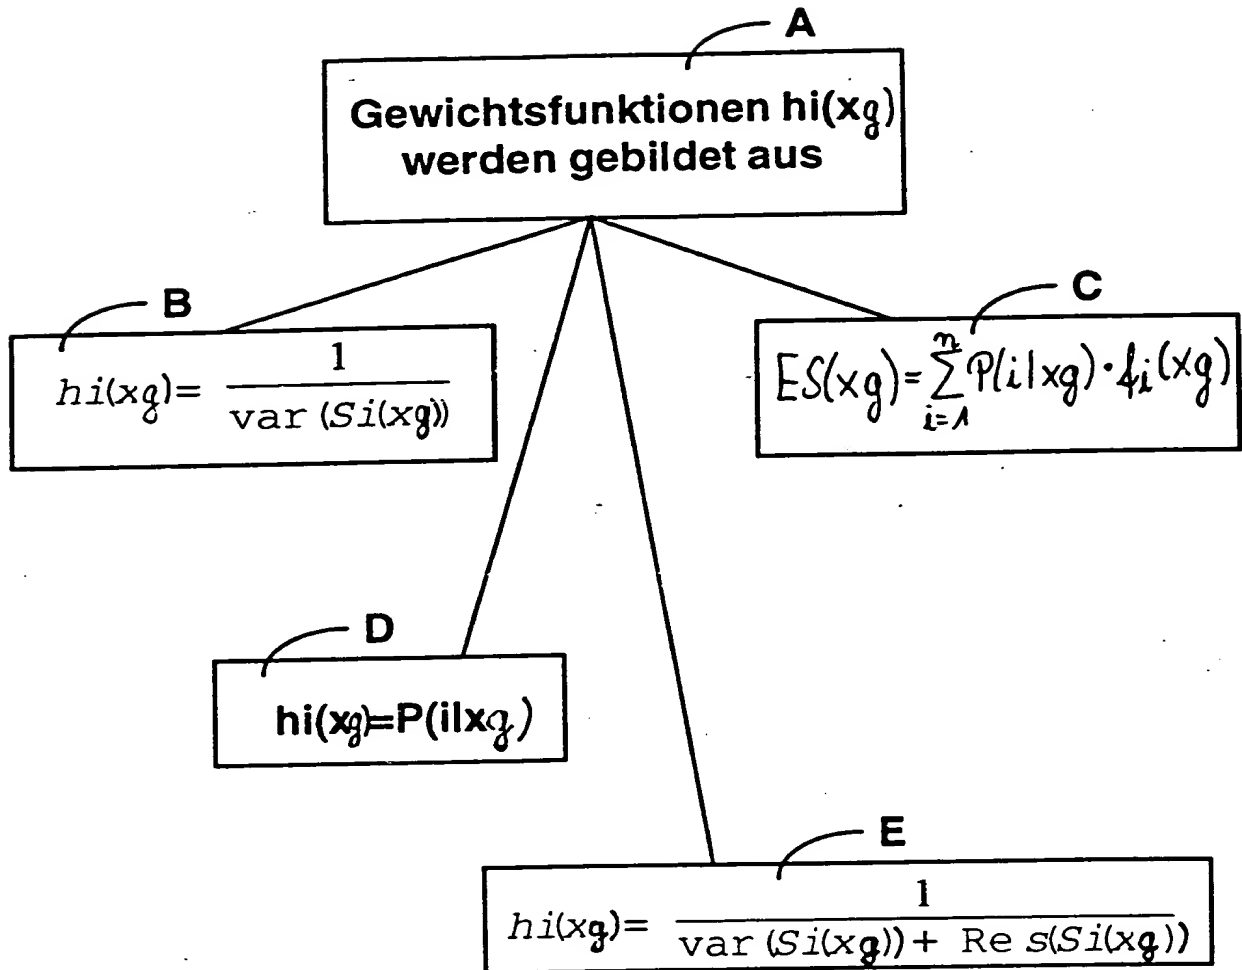 A
Gewichtsfunktionen hi(xg)
werden gebildet aus
B
hi(xg)= 1 / var (Si(xg))
C
ES(xg) = ∑_{i=1}^{n} P(i|xg) · fi(xg)
D
hi(xg)=P(i|xg)
E
hi(xg)= 1 / var (Si(xg)) + Re s(Si(xg))